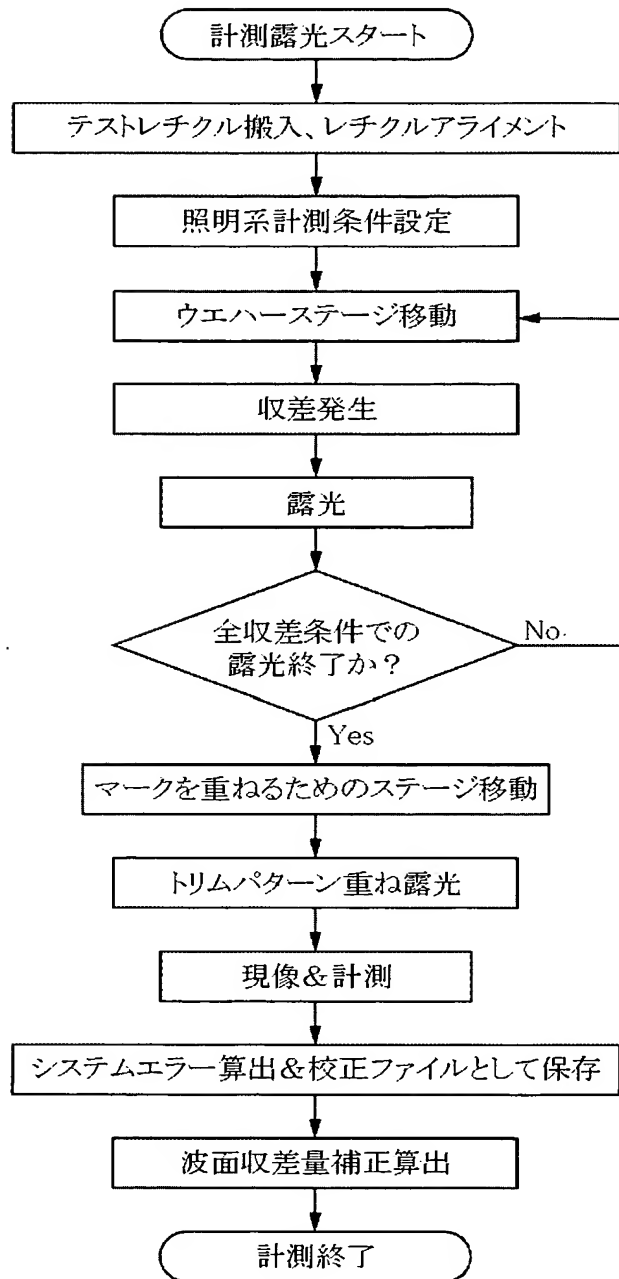 計測露光スタート
テストレチクル搬入、レチクルアライメント
照明系計測条件設定
ウエハーステージ移動
収差発生
露光
全収差条件での
露光終了か？
No
Yes
マークを重ねるためのステージ移動
トリムパターン重ね露光
現像＆計測
システムエラー算出＆校正ファイルとして保存
波面収差量補正算出
計測終了